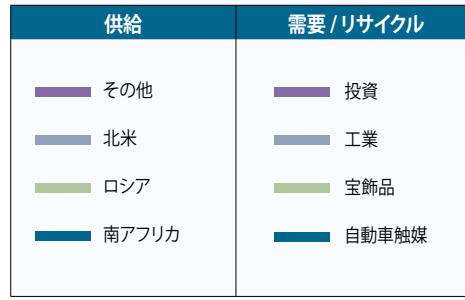 供給
需要 / リサイクル
その他
投資
北米
工業
ロシア
宝飾品
南アフリカ
自動車触媒